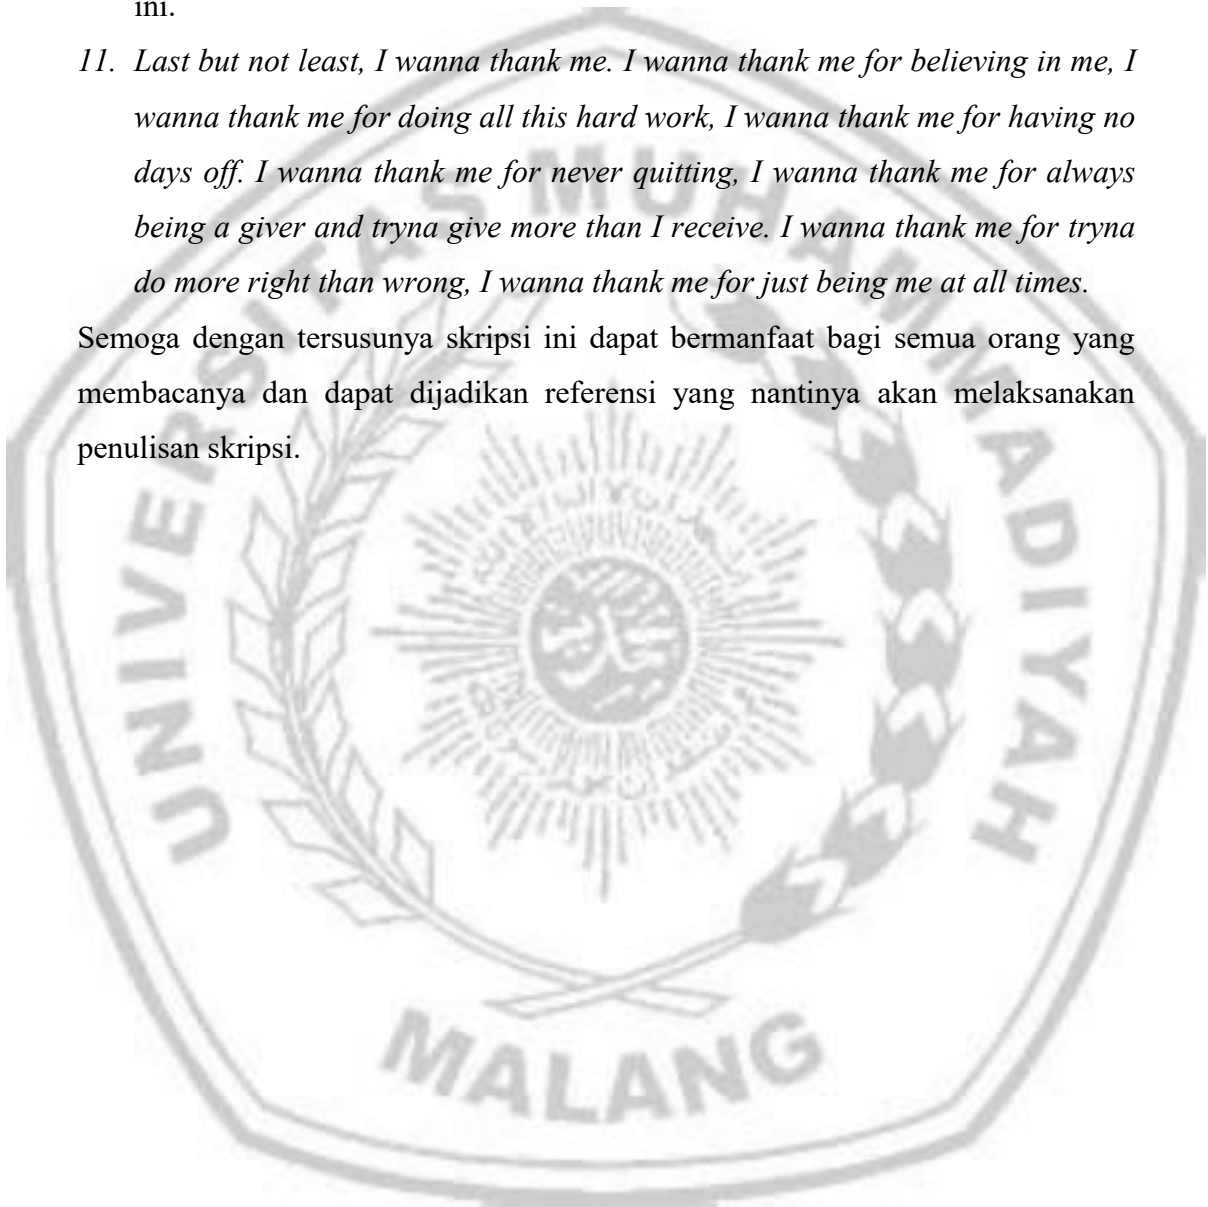 ini.
11. Last but not least, I wanna thank me. I wanna thank me for believing in me, I
wanna thank me for doing all this hard work, I wanna thank me for having no
days off. I wanna thank me for never quitting, I wanna thank me for always
being a giver and tryna give more than I receive. I wanna thank me for tryna
do more right than wrong, I wanna thank me for just being me at all times.
Semoga dengan tersusunya skripsi ini dapat bermanfaat bagi semua orang yang
membacanya dan dapat dijadikan referensi yang nantinya akan melaksanakan
penulisan skripsi.
UNIVERSITAS MUHAMMADIYAH
MALANG